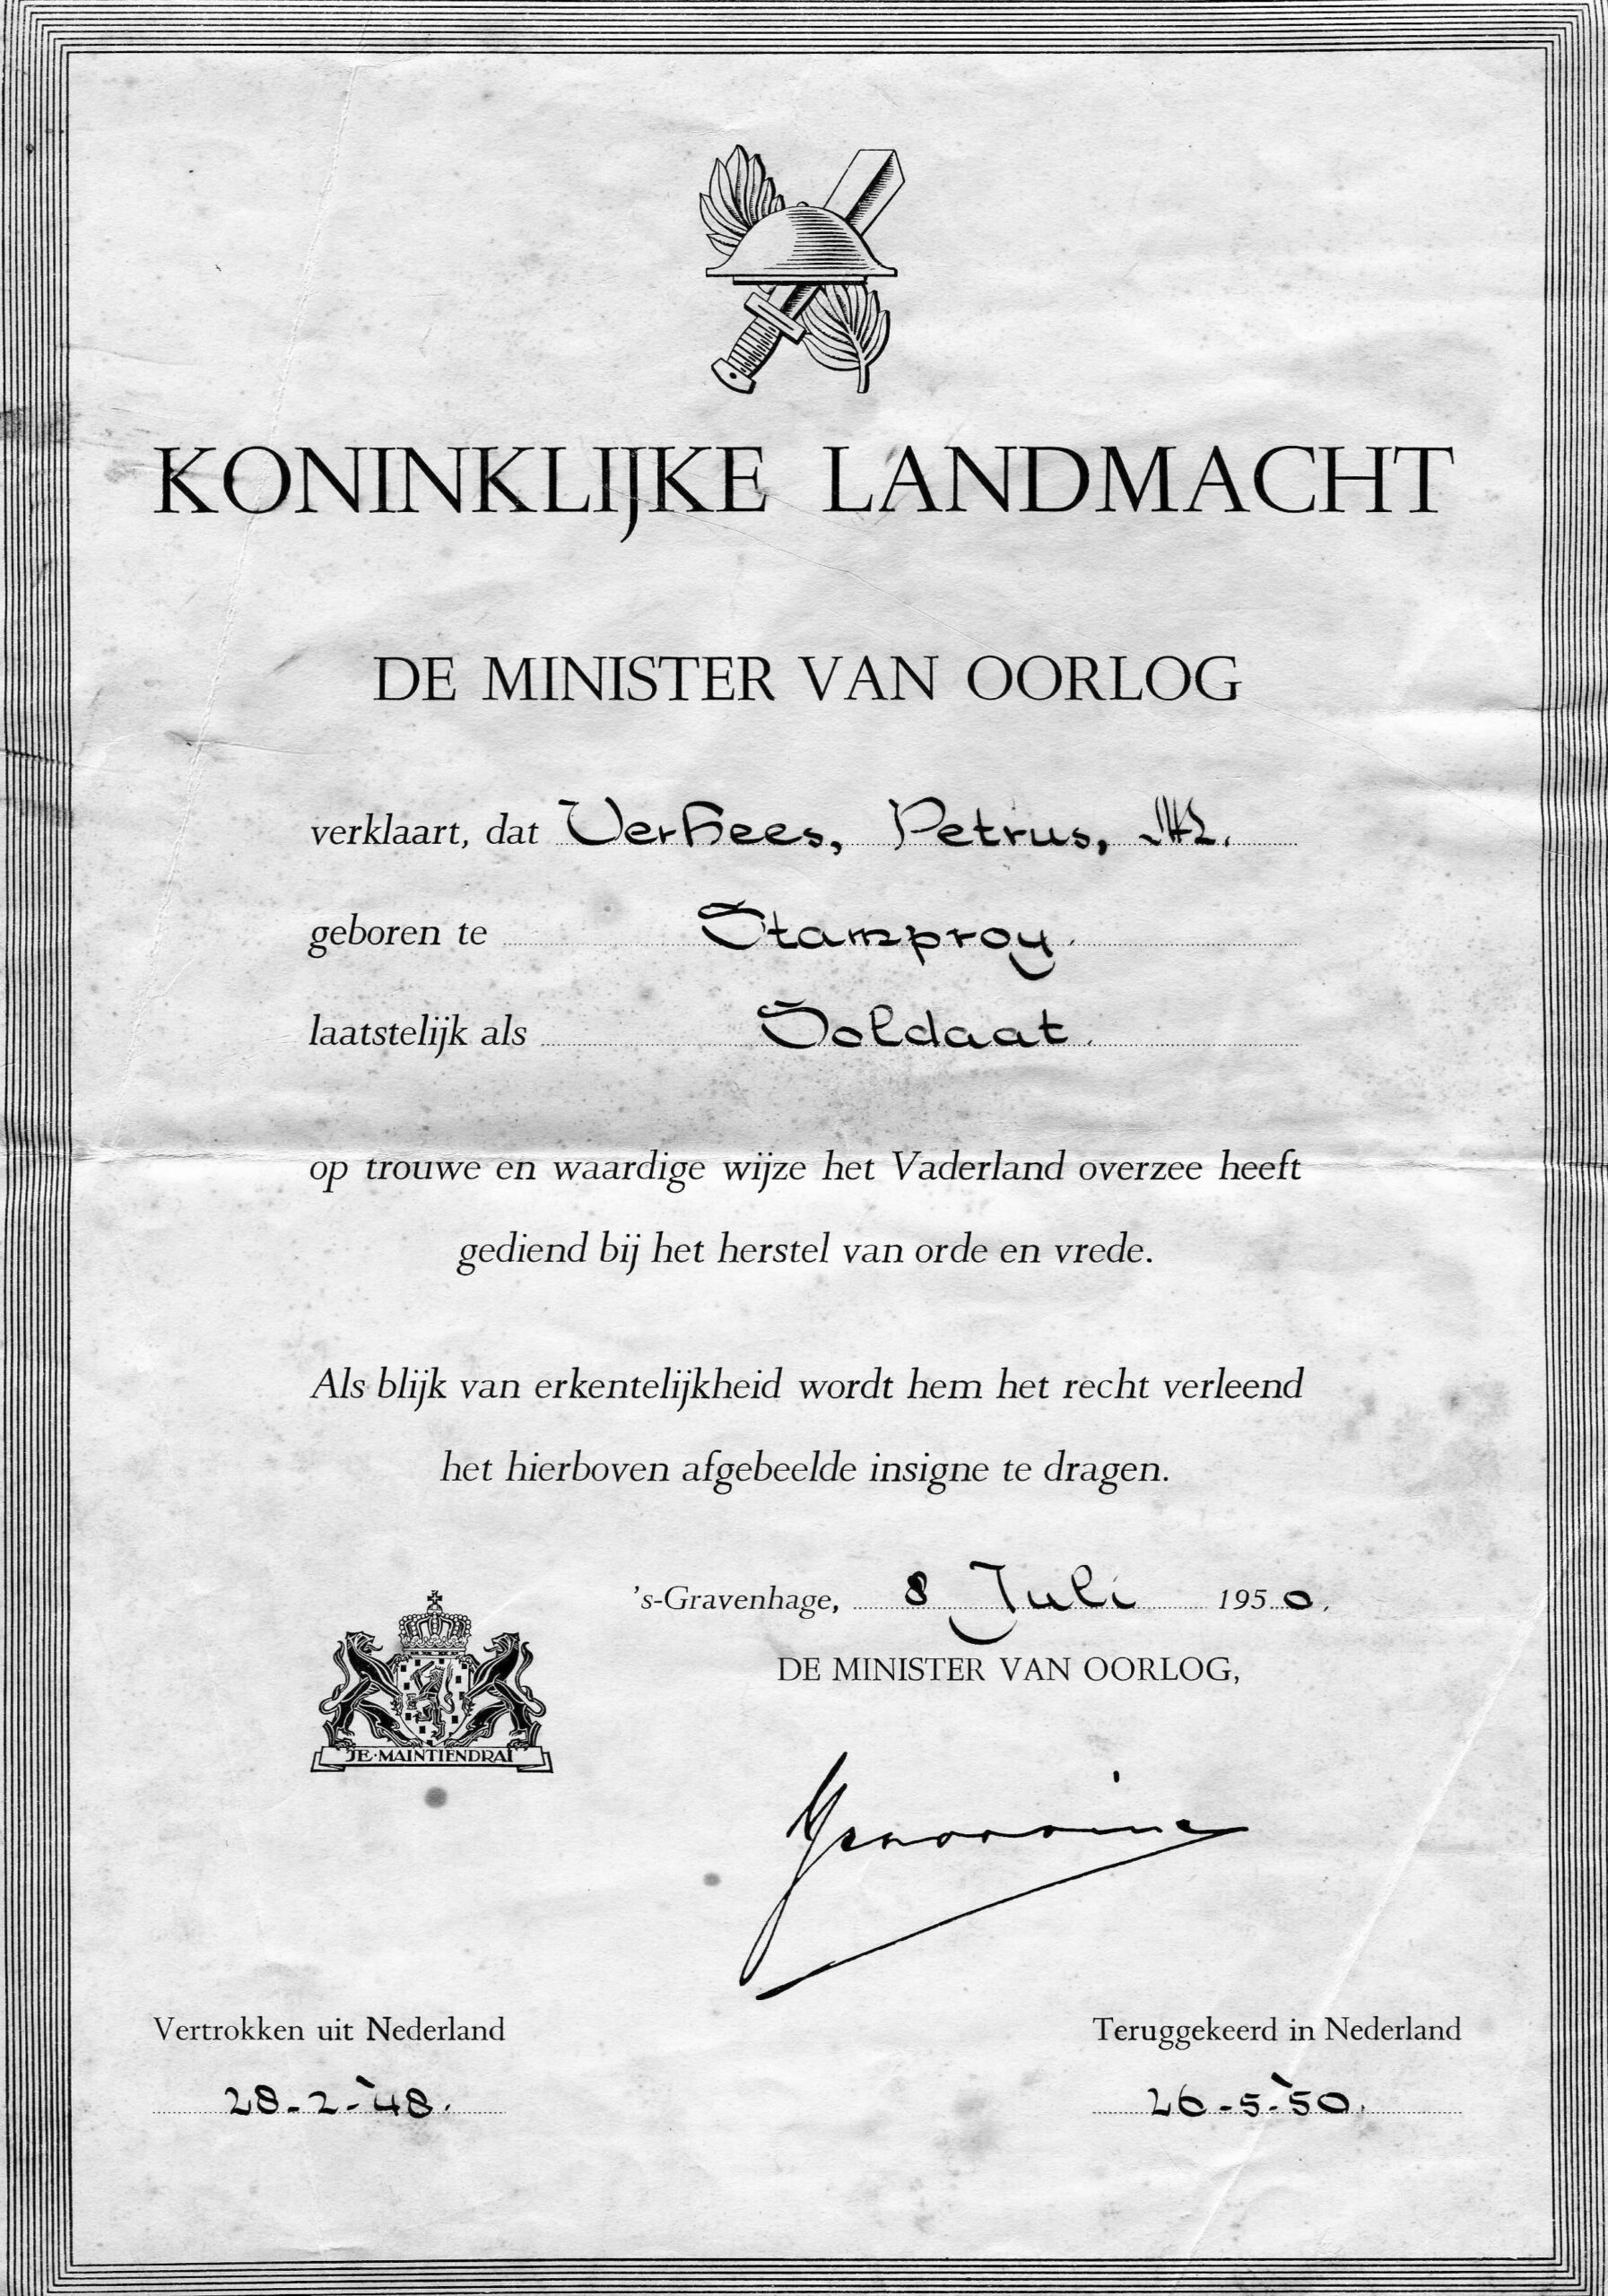 KONINKLIJKE LANDMACHT
DE MINISTER VAN OORLOG
verklaart, dat Verhees, Petrus, M.
geboren te Stamproy.
laatstelijk als Soldaat.
op trouwe en waardige wijze het Vaderland overzee heeft
gediend bij het herstel van orde en vrede.
Als blijk van erkentelijkheid wordt hem het recht verleend
het hierboven afgebeelde insigne te dragen.
's-Gravenhage, 8 Juli 1950.
DE MINISTER VAN OORLOG,
JE·MAINTIENDRAI
Vertrokken uit Nederland
Teruggekeerd in Nederland
28-2-'48.
26-5-'50.